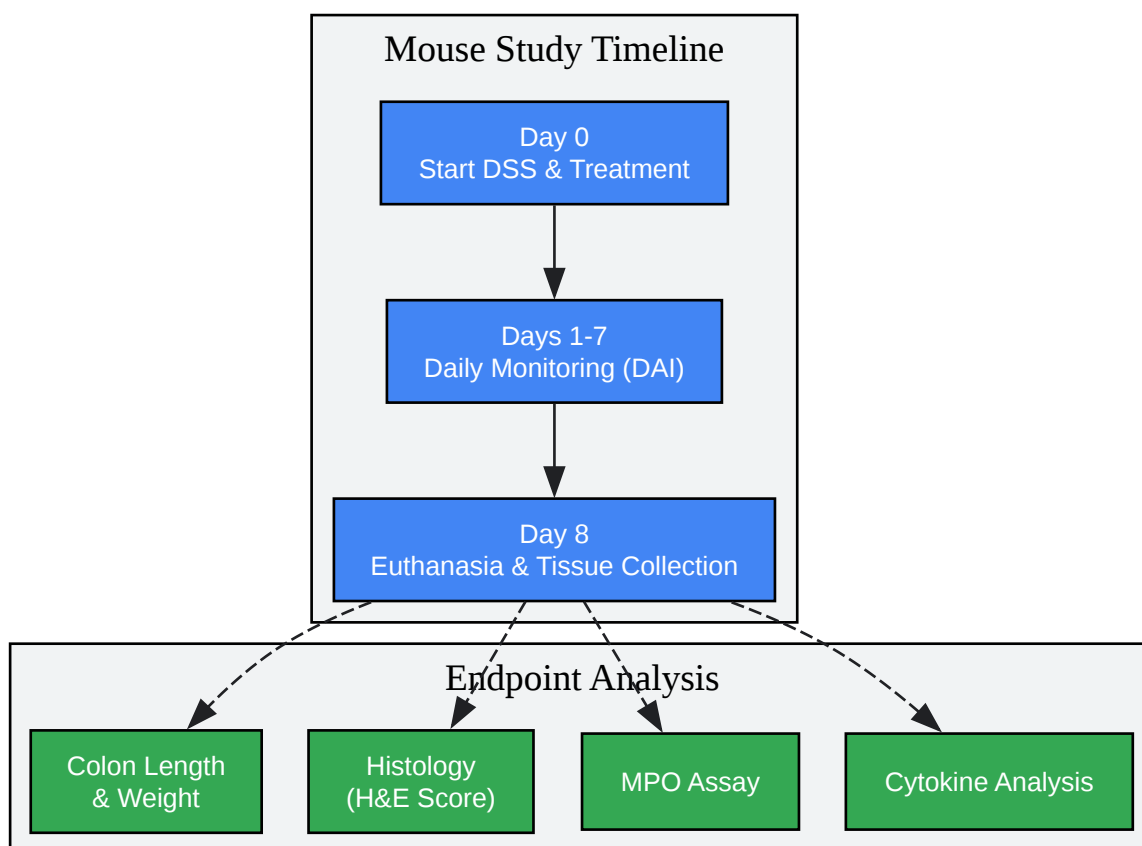 Mouse Study Timeline
Day 0
Start DSS & Treatment
Days 1-7
Daily Monitoring (DAI)
Day 8
Euthanasia & Tissue Collection
Endpoint Analysis
Colon Length
& Weight
Histology
(H&E Score)
MPO Assay
Cytokine Analysis